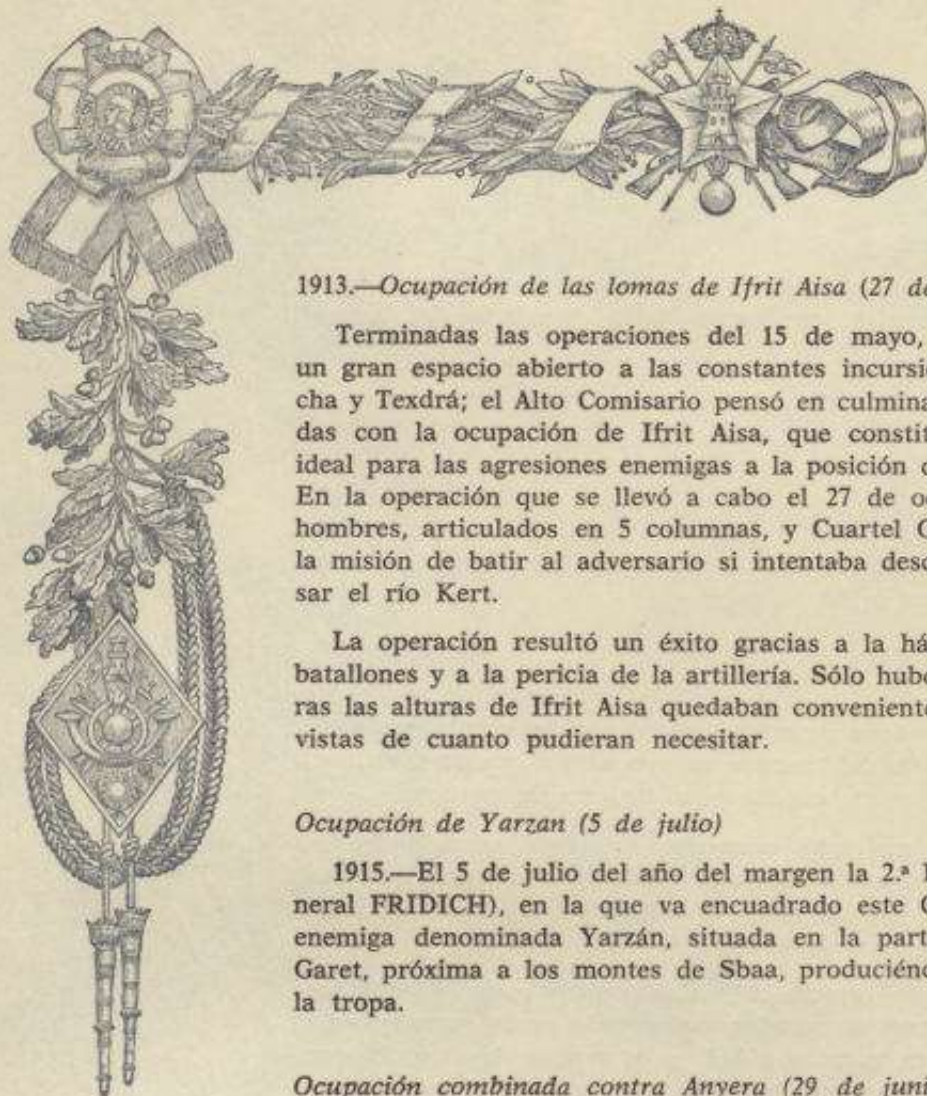 1913.—Ocupación de las lomas de Ifrit Aisa (27 de
Terminadas las operaciones del 15 de mayo,
un gran espacio abierto a las constantes incursi
cha y Texdrá; el Alto Comisario pensó en culmina
das con la ocupación de Ifrit Aisa, que constit
ideal para las agresiones enemigas a la posición
En la operación que se llevó a cabo el 27 de o
hombres, articulados en 5 columnas, y Cuartel
la misión de batir al adversario si intentaba desc
sar el río Kert.
La operación resultó un éxito gracias a la há
batallones y a la pericia de la artillería. Sólo hub
ras las alturas de Ifrit Aisa quedaban convenient
vistas de cuanto pudieran necesitar.
Ocupación de Yarzan (5 de julio)
1915.—El 5 de julio del año del margen la 2.ª
neral FRIDICH), en la que va encuadrado este
enemiga denominada Yarzán, situada en la part
Garet, próxima a los montes de Sbaa, produciénd
la tropa.
Ocupación combinada contra Anyera (29 de juni